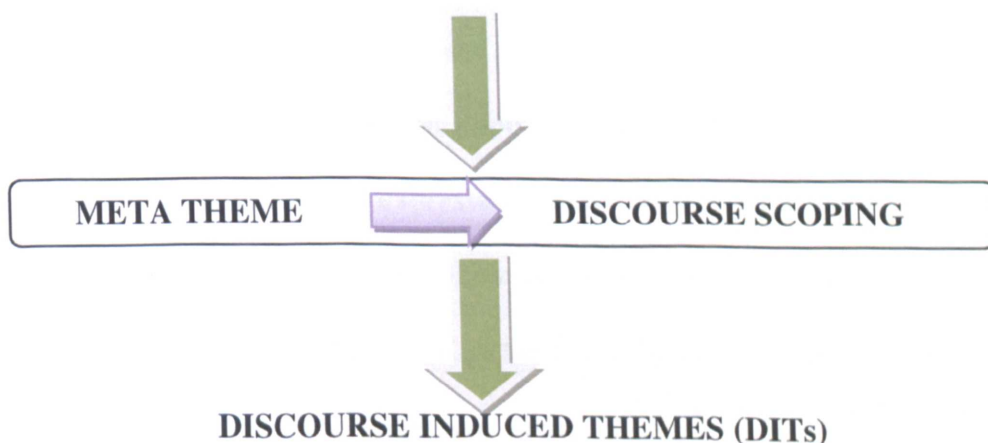 META THEME DISCOURSE SCOPING
DISCOURSE INDUCED THEMES (DITs)